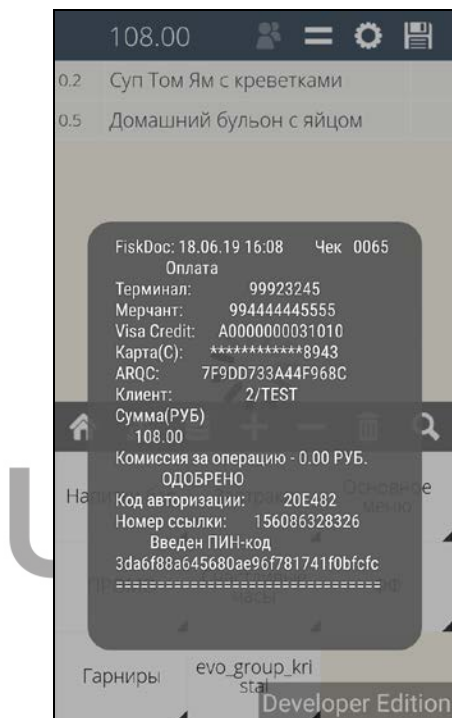 108.00
0.2 Суп Том Ям с креветками
0.5 Домашний бульон с яйцом
FiskDoc: 18.06.19 16:08 Чек 0065
Оплата
Терминал: 99923245
Мерчант: 994444445555
Visa Credit: A0000000031010
Карта(С): ************8943
ARQC: 7F9DD733A44F968C
Клиент: 2/TEST
Сумма(РУБ)
108.00
Комиссия за операцию - 0.00 РУБ.
ОДОБРЕНО
Код авторизации: 20E482
Номер ссылки: 156086328326
Введен ПИН-код
3da6f88a645680ae96f781741f0bfcfc
================================
Основное
меню
Гарниры
evo_group_kri
stal
Developer Edition